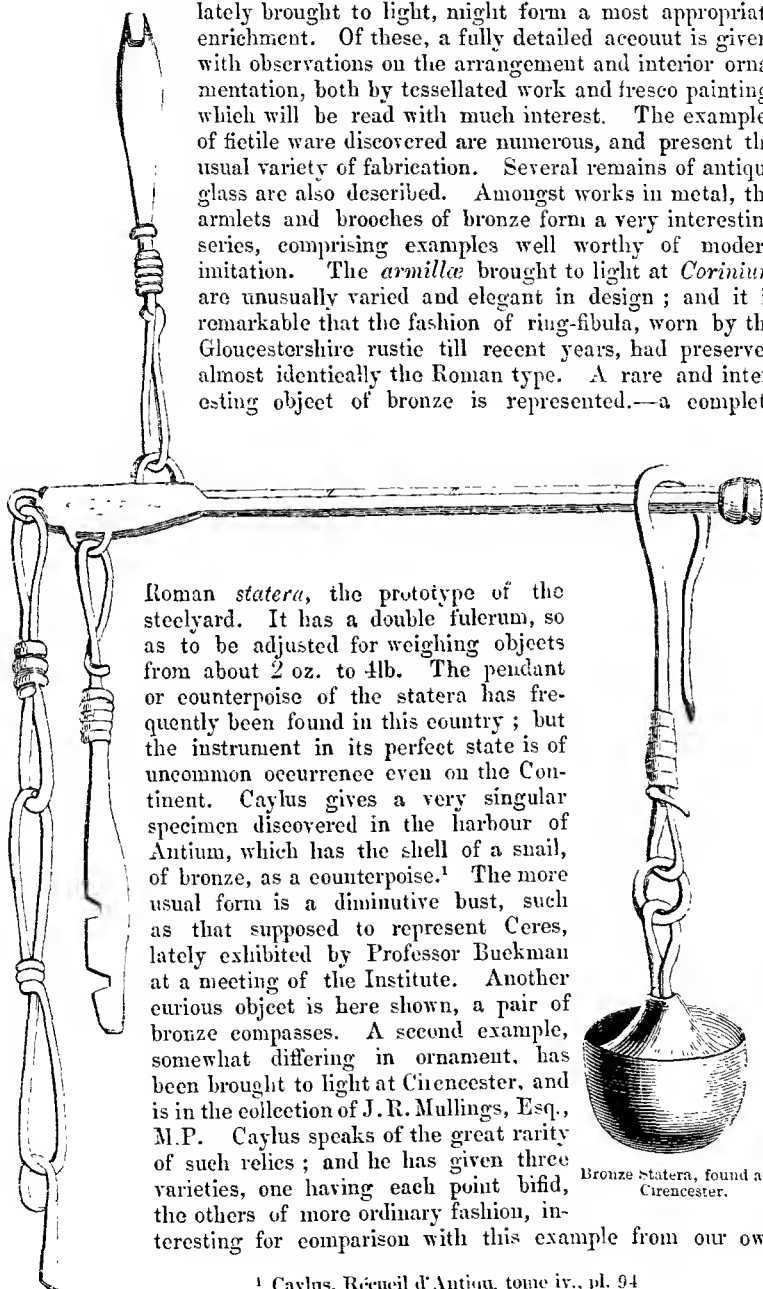 lately brought to light, might form a most appropriat
enrichment. Of these, a fully detailed account is given
with observations on the arrangement and interior orna
mentation, both by tessellated work and fresco painting
which will be read with much interest. The example
of fictile ware discovered are numerous, and present th
usual variety of fabrication. Several remains of antiqu
glass are also described. Amongst works in metal, th
armlets and brooches of bronze form a very interestin
series, comprising examples well worthy of moder
imitation. The armillæ brought to light at Corinium
are unusually varied and elegant in design ; and it i
remarkable that the fashion of ring-fibula, worn by th
Gloucestershire rustic till recent years, had preserve
almost identically the Roman type. A rare and inter
esting object of bronze is represented.—a complet
Roman statera, the prototype of the
steelyard. It has a double fulcrum, so
as to be adjusted for weighing objects
from about 2 oz. to 4lb. The pendant
or counterpoise of the statera has fre-
quently been found in this country ; but
the instrument in its perfect state is of
uncommon occurrence even on the Con-
tinent. Caylus gives a very singular
specimen discovered in the harbour of
Antium, which has the shell of a snail,
of bronze, as a counterpoise.¹ The more
usual form is a diminutive bust, such
as that supposed to represent Ceres,
lately exhibited by Professor Buckman
at a meeting of the Institute. Another
curious object is here shown, a pair of
bronze compasses. A second example,
somewhat differing in ornament, has
been brought to light at Cirencester, and
is in the collection of J. R. Mullings, Esq.,
M.P. Caylus speaks of the great rarity
of such relics ; and he has given three
varieties, one having each point bifid,
the others of more ordinary fashion, in-
teresting for comparison with this example from our ow
Bronze Statera, found a
Cirencester.
¹ Caylus, Récueil d'Antiqu. tome iv., pl. 94